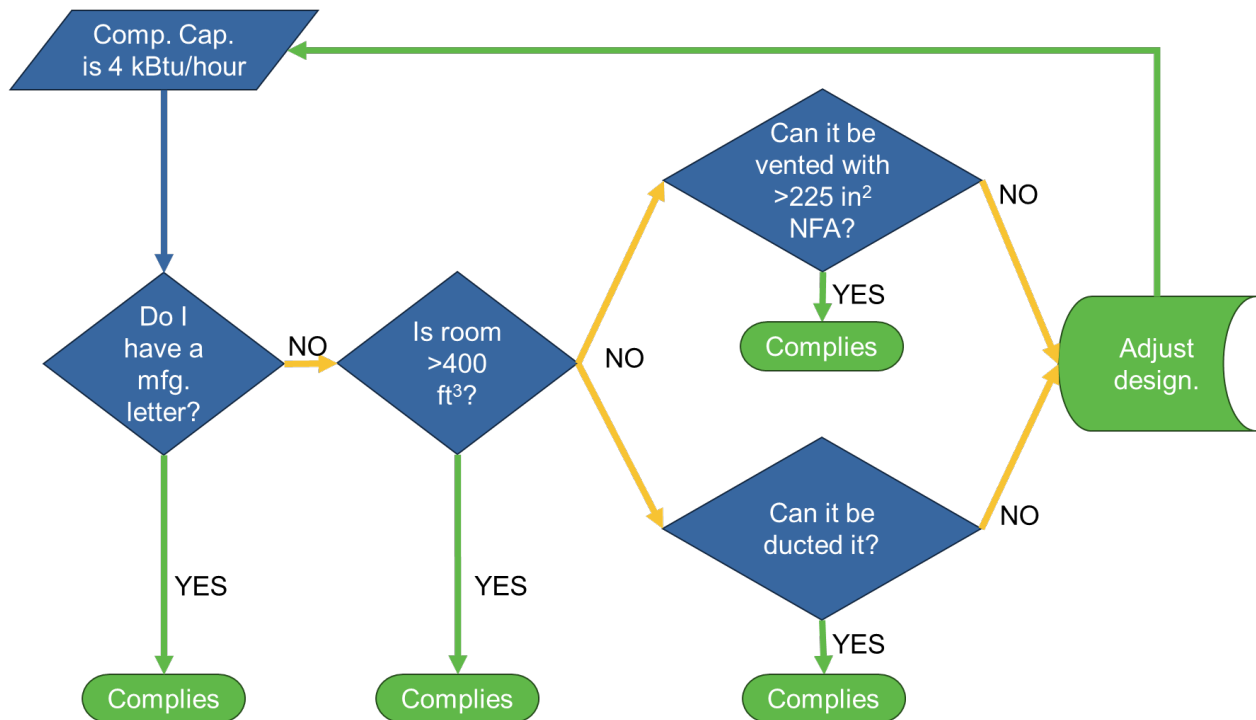 Comp. Cap.
is 4 kBtu/hour
Do I
have a
mfg.
letter?
NO
YES
Complies
Is room
>400
ft³?
NO
YES
Complies
Can it be
vented with
>225 in²
NFA?
NO
YES
Complies
Can it be
ducted it?
NO
YES
Complies
Adjust
design.